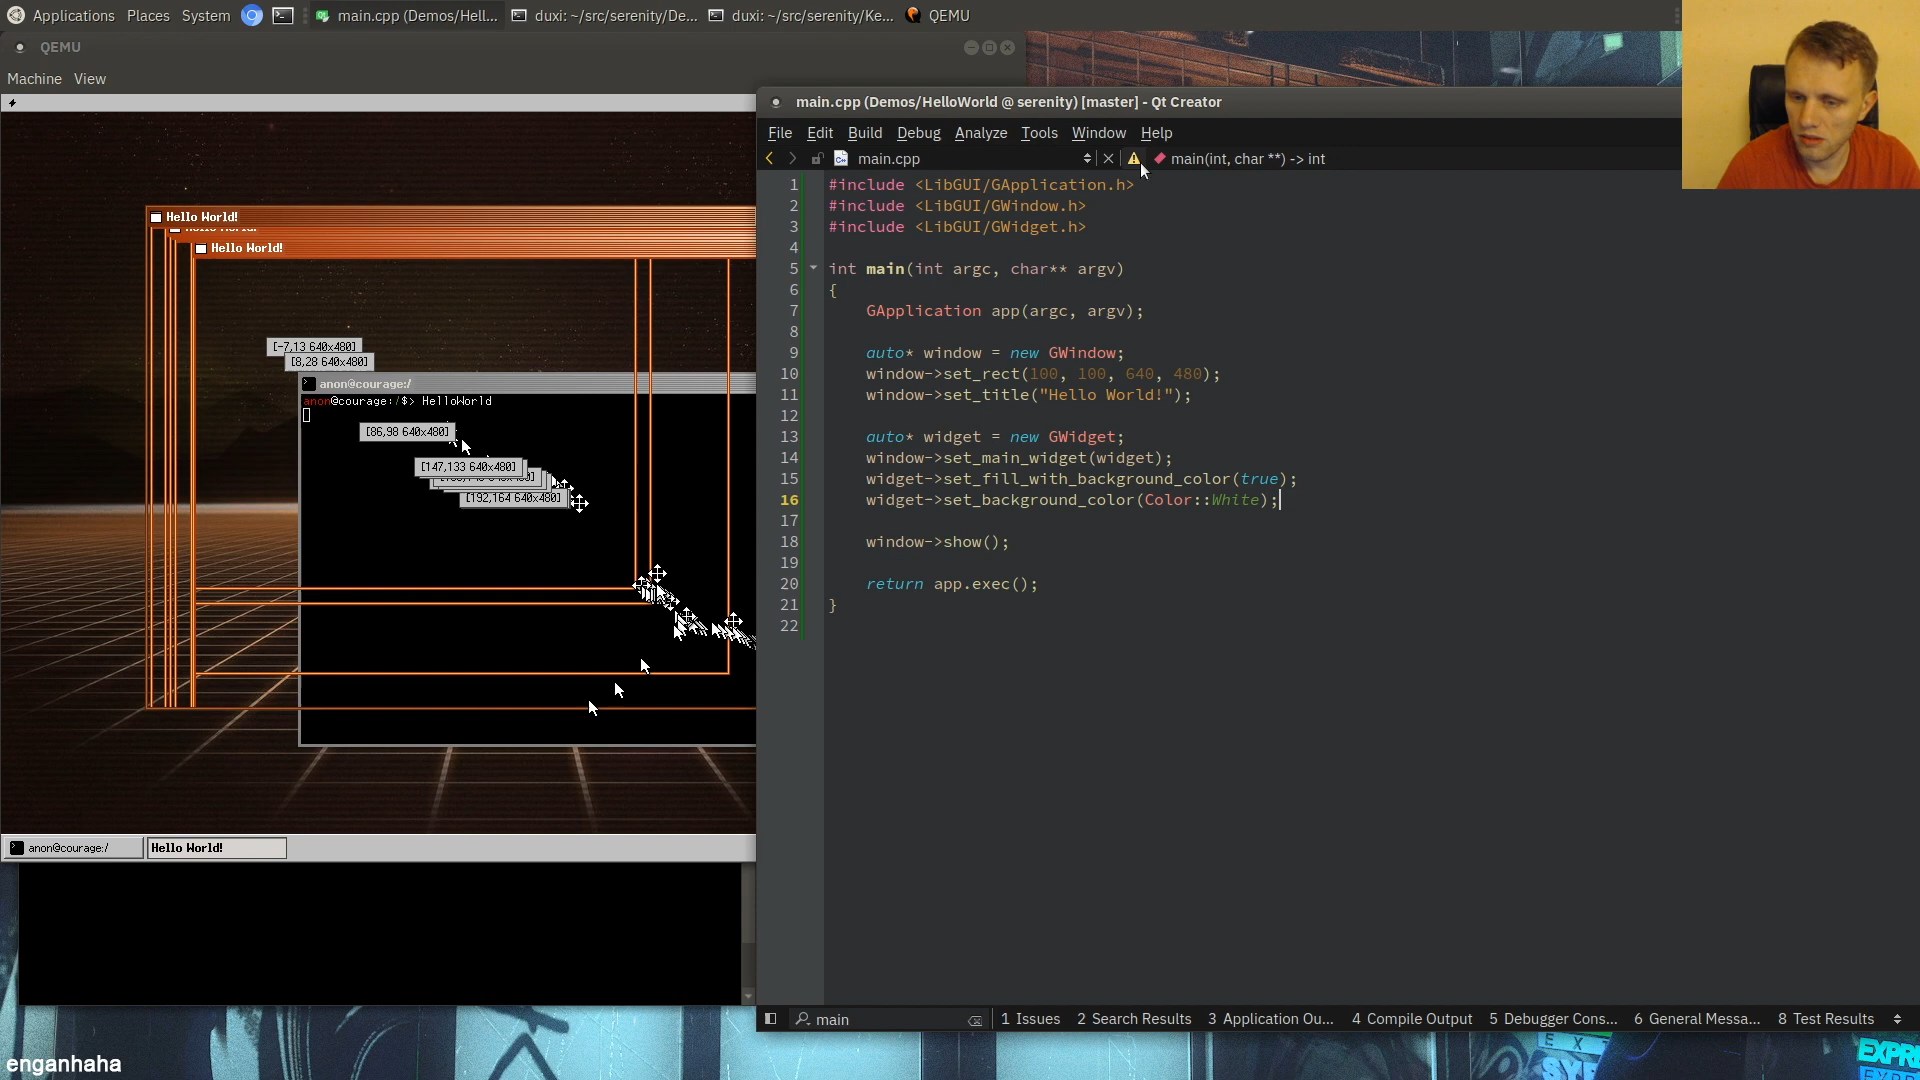 Applications Places System main.cpp (Demos/Hell... duxi: ~/src/serenity/De... duxi: ~/src/serenity/Ke... QEMU
QEMU
Machine View
Hello World!
Hello World!
Hello World!
[-7,13 640x480]
[8,28 640x480]
anon@courage:/
anon@courage:/$> HelloWorld
[86,98 640x480]
[147,133 640x480]
[192,164 640x480]
anon@courage:/ Hello World!
main.cpp (Demos/HelloWorld @ serenity) [master] - Qt Creator
File Edit Build Debug Analyze Tools Window Help
main.cpp main(int, char **) -> int
1 #include <LibGUI/GApplication.h>
2 #include <LibGUI/GWindow.h>
3 #include <LibGUI/GWidget.h>
4
5 int main(int argc, char** argv)
6 {
7 GApplication app(argc, argv);
8
9 auto* window = new GWindow;
10 window->set_rect(100, 100, 640, 480);
11 window->set_title("Hello World!");
12
13 auto* widget = new GWidget;
14 window->set_main_widget(widget);
15 widget->set_fill_with_background_color(true);
16 widget->set_background_color(Color::White);
17
18 window->show();
19
20 return app.exec();
21 }
22
main 1 Issues 2 Search Results 3 Application Ou... 4 Compile Output 5 Debugger Cons... 6 General Messa... 8 Test Results
enganhaha